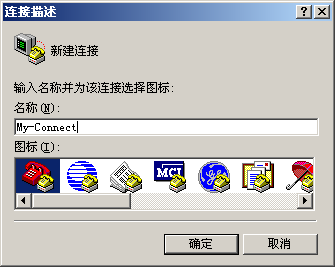 连接描述
新建连接
输入名称并为该连接选择图标:
名称(N):
My-Connect
图标(I):
MCI
确定
取消